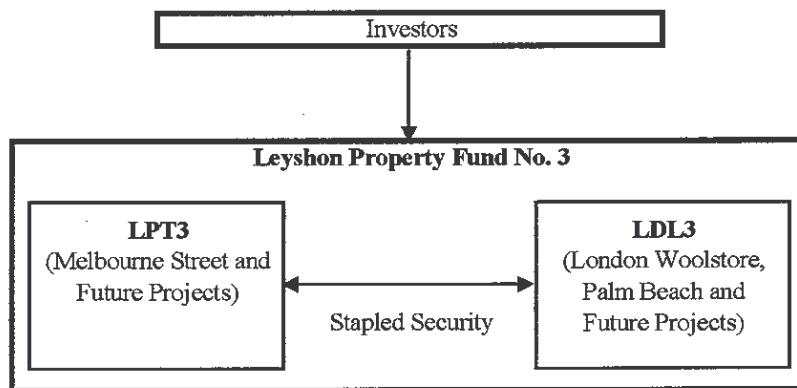 Investors
Leyshon Property Fund No. 3
LPT3
(Melbourne Street and
Future Projects)
Stapled Security
LDL3
(London Woolstore,
Palm Beach and
Future Projects)